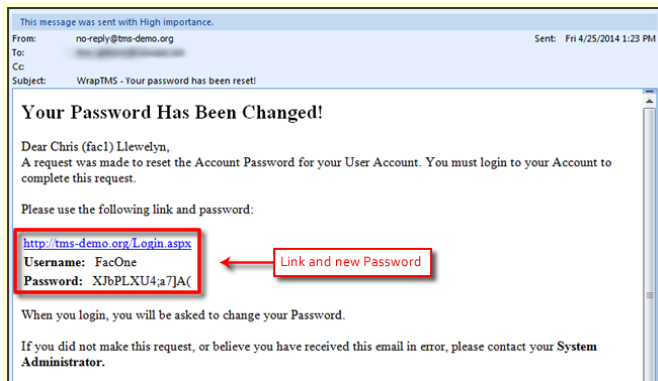 This message was sent with High importance.
From: no-reply@tms-demo.org Sent: Fri 4/25/2014 1:23 PM
To:
Cc:
Subject: WrapTMS - Your password has been reset!
Your Password Has Been Changed!
Dear Chris (fac1) Llewelyn,
A request was made to reset the Account Password for your User Account. You must login to your Account to
complete this request.
Please use the following link and password:
http://tms-demo.org/Login.aspx
Username: FacOne
Password: XJbPLXU4;a7]A(
Link and new Password
When you login, you will be asked to change your Password.
If you did not make this request, or believe you have received this email in error, please contact your System
Administrator.